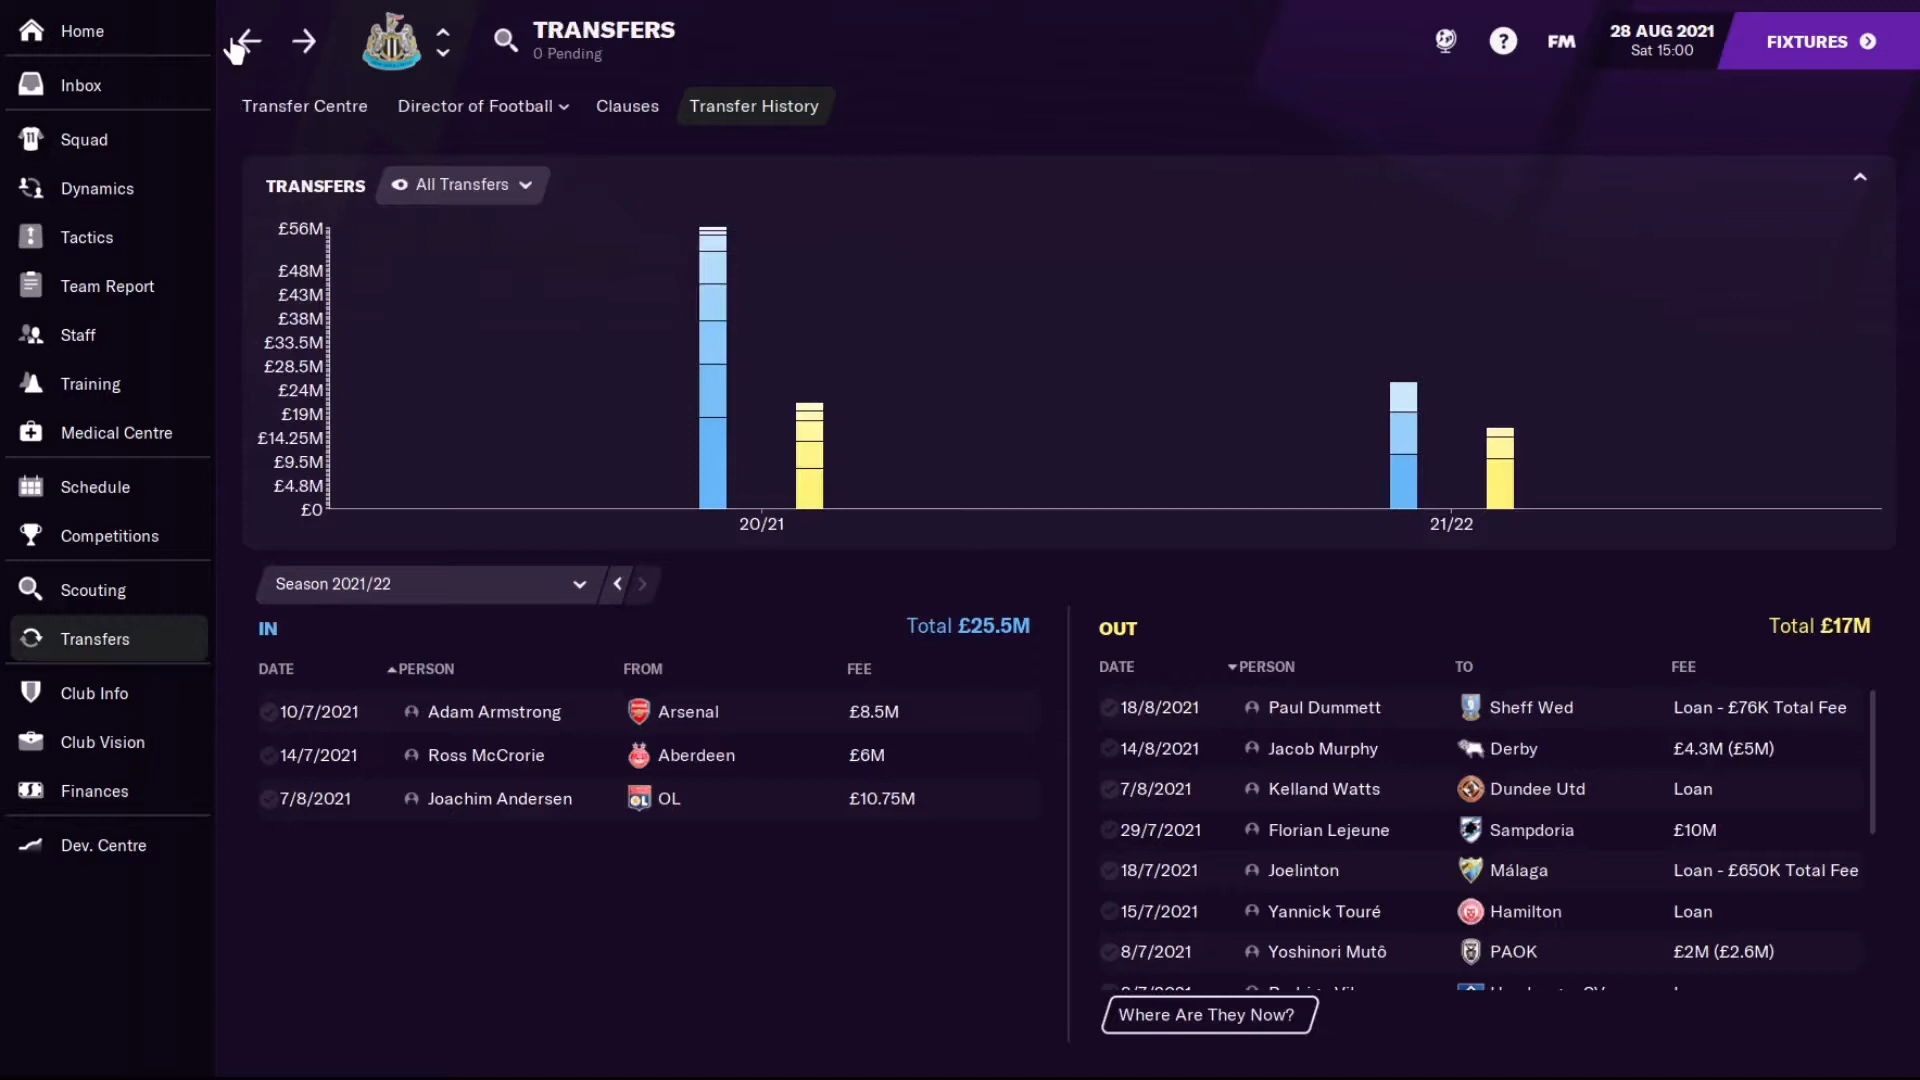 Home
Inbox
Squad
Dynamics
Tactics
Team Report
Staff
Training
Medical Centre
Schedule
Competitions
Scouting
Transfers
Club Info
Club Vision
Finances
Dev. Centre
TRANSFERS
0 Pending
FM
28 AUG 2021
Sat 15:00
FIXTURES
Transfer Centre Director of Football Clauses Transfer History
TRANSFERS All Transfers
£56M
£48M
£43M
£38M
£33.5M
£28.5M
£24M
£19M
£14.25M
£9.5M
£4.8M
£0
20/21 21/22
Season 2021/22
IN Total £25.5M
DATE PERSON FROM FEE
10/7/2021 Adam Armstrong Arsenal £8.5M
14/7/2021 Ross McCrorie Aberdeen £6M
7/8/2021 Joachim Andersen OL £10.75M
OUT Total £17M
DATE PERSON TO FEE
18/8/2021 Paul Dummett Sheff Wed Loan - £76K Total Fee
14/8/2021 Jacob Murphy Derby £4.3M (£5M)
7/8/2021 Kelland Watts Dundee Utd Loan
29/7/2021 Florian Lejeune Sampdoria £10M
18/7/2021 Joelinton Málaga Loan - £650K Total Fee
15/7/2021 Yannick Touré Hamilton Loan
8/7/2021 Yoshinori Mutô PAOK £2M (£2.6M)
Where Are They Now?